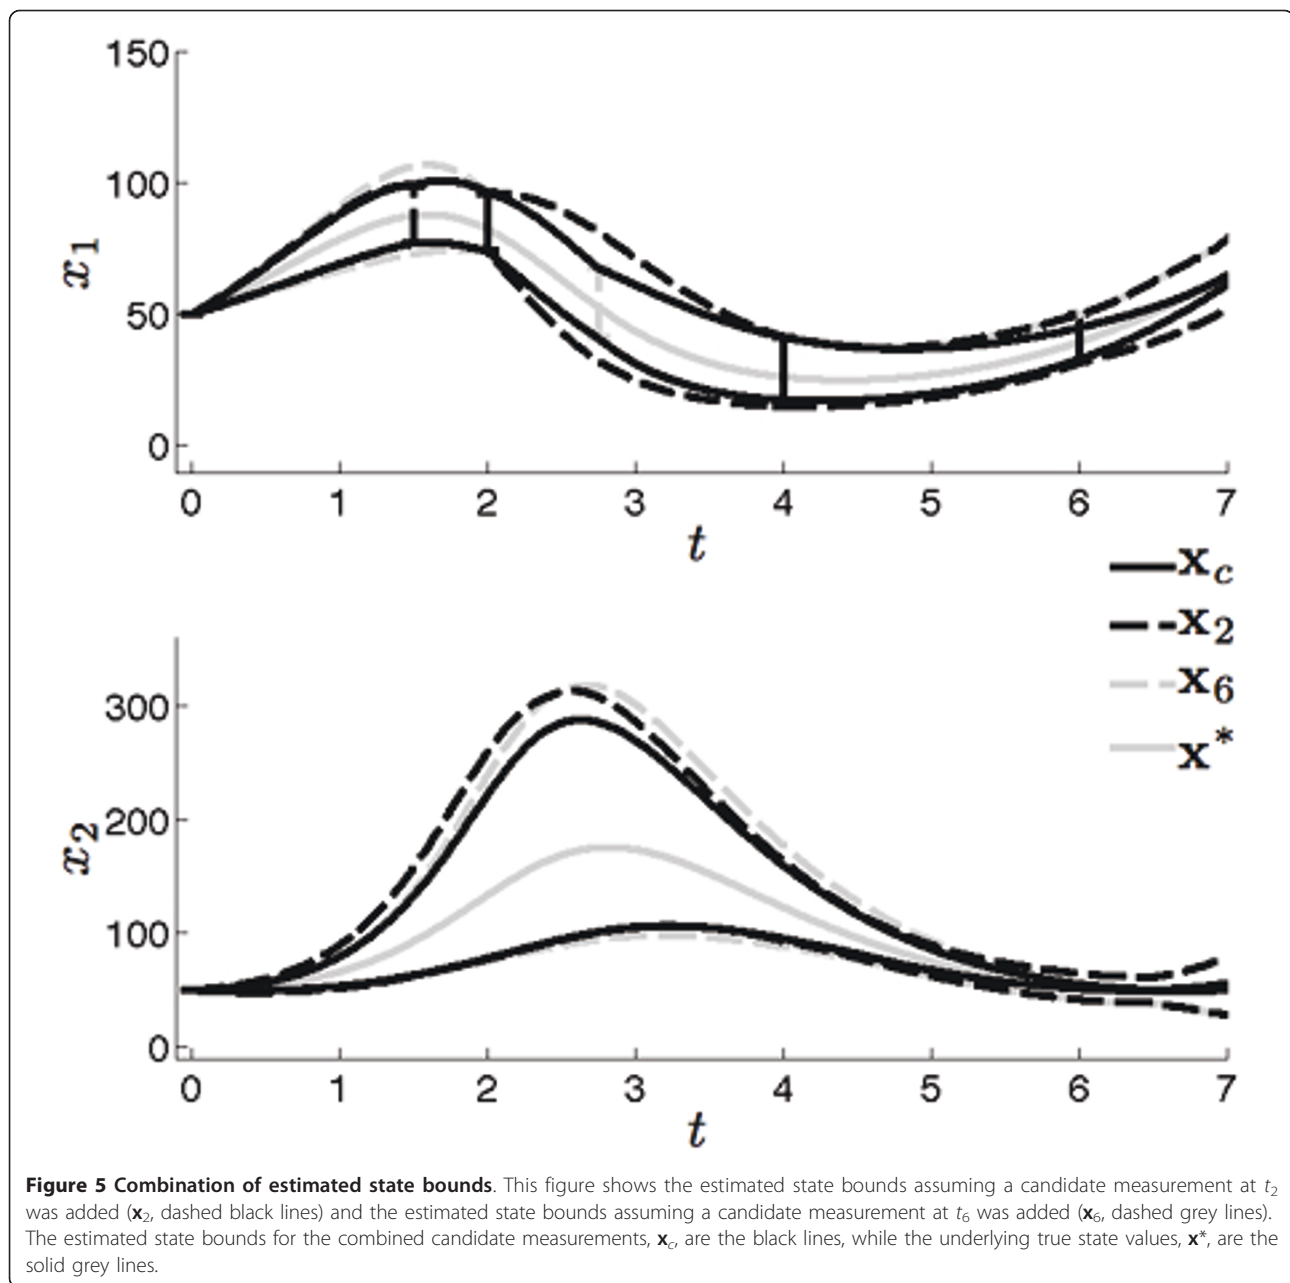 150
100
50
0
x1
0 1 2 3 4 5 6 7
t
xc
x2
x6
x*
300
200
100
0
x2
0 1 2 3 4 5 6 7
t
Figure 5 Combination of estimated state bounds. This figure shows the estimated state bounds assuming a candidate measurement at t2
was added (x2, dashed black lines) and the estimated state bounds assuming a candidate measurement at t6 was added (x6, dashed grey lines).
The estimated state bounds for the combined candidate measurements, xc, are the black lines, while the underlying true state values, x*, are the
solid grey lines.